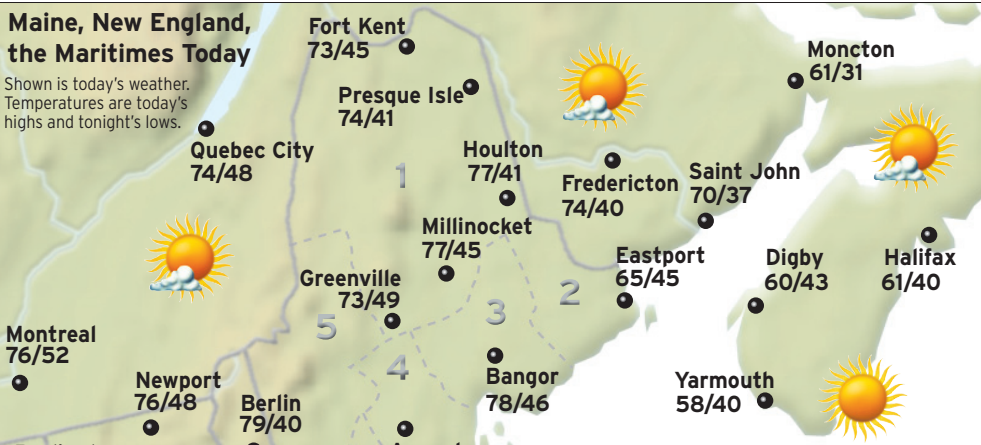 Maine, New England,
the Maritimes Today
Shown is today's weather.
Temperatures are today's
highs and tonight's lows.
Fort Kent
73/45
Moncton
61/31
Presque Isle
74/41
Quebec City
74/48
Houlton
77/41
1
Fredericton
74/40
Saint John
70/37
Millinocket
77/45
Eastport
65/45
Digby
60/43
Halifax
61/40
Greenville
73/49
2
3
5
4
Montreal
76/52
Bangor
78/46
Newport
76/48
Berlin
79/40
Yarmouth
58/40